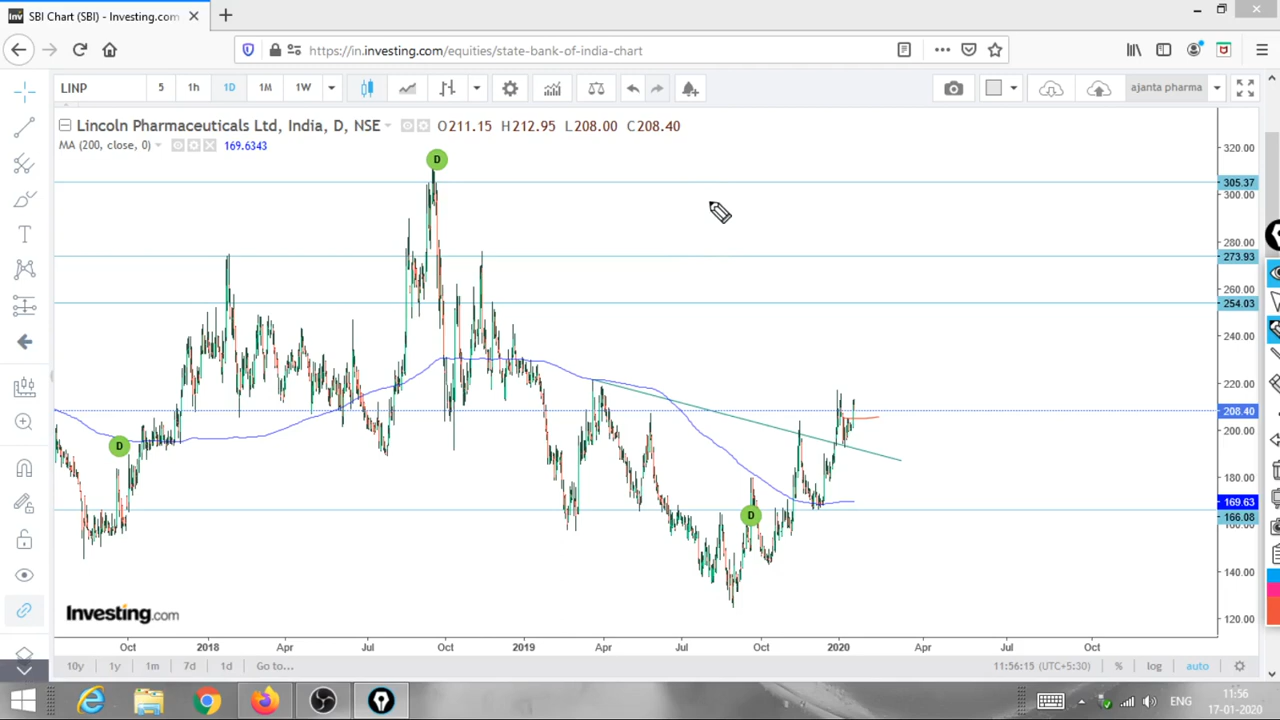 SBI Chart (SBI) - Investing.com
https://in.investing.com/equities/state-bank-of-india-chart
LINP 5 1h 1D 1M 1W ajanta pharma
Lincoln Pharmaceuticals Ltd, India, D, NSE O211.15 H212.95 L208.00 C208.40
MA (200, close, 0) 169.6343
D
D
D
320.00
305.37
300.00
280.00
273.93
260.00
254.03
240.00
220.00
208.40
200.00
180.00
169.63
166.08
140.00
120.00
Investing.com
Oct 2018 Apr Jul Oct 2019 Apr Jul Oct 2020 Apr Jul Oct
10y 1y 1m 7d 1d Go to... 11:56:15 (UTC+5:30) % log auto
ENG
11:56
17-01-2020